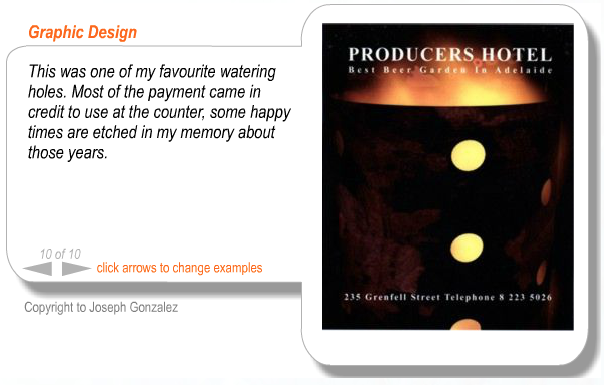 Graphic Design
This was one of my favourite watering
holes. Most of the payment came in
credit to use at the counter, some happy
times are etched in my memory about
those years.
10 of 10
click arrows to change examples
Copyright to Joseph Gonzalez
PRODUCERS HOTEL
Best Beer Garden In Adelaide
235 Grenfell Street Telephone 8 223 5026